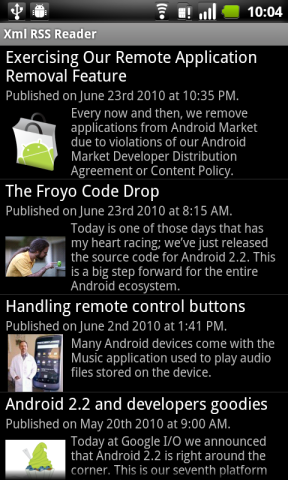 10:04
Xml RSS Reader
Exercising Our Remote Application
Removal Feature
Published on June 23rd 2010 at 10:35 PM.
Every now and then, we remove
applications from Android Market
due to violations of our Android
Market Developer Distribution
Agreement or Content Policy.
The Froyo Code Drop
Published on June 23rd 2010 at 8:15 AM.
Today is one of those days that has
my heart racing; we've just released
the source code for Android 2.2. This
is a big step forward for the entire
Android ecosystem.
Handling remote control buttons
Published on June 2nd 2010 at 1:41 PM.
Many Android devices come with the
Music application used to play audio
files stored on the device.
Android 2.2 and developers goodies
Published on May 20th 2010 at 9:00 AM.
Today at Google I/O we announced
that Android 2.2 is right around the
corner. This is our seventh platform